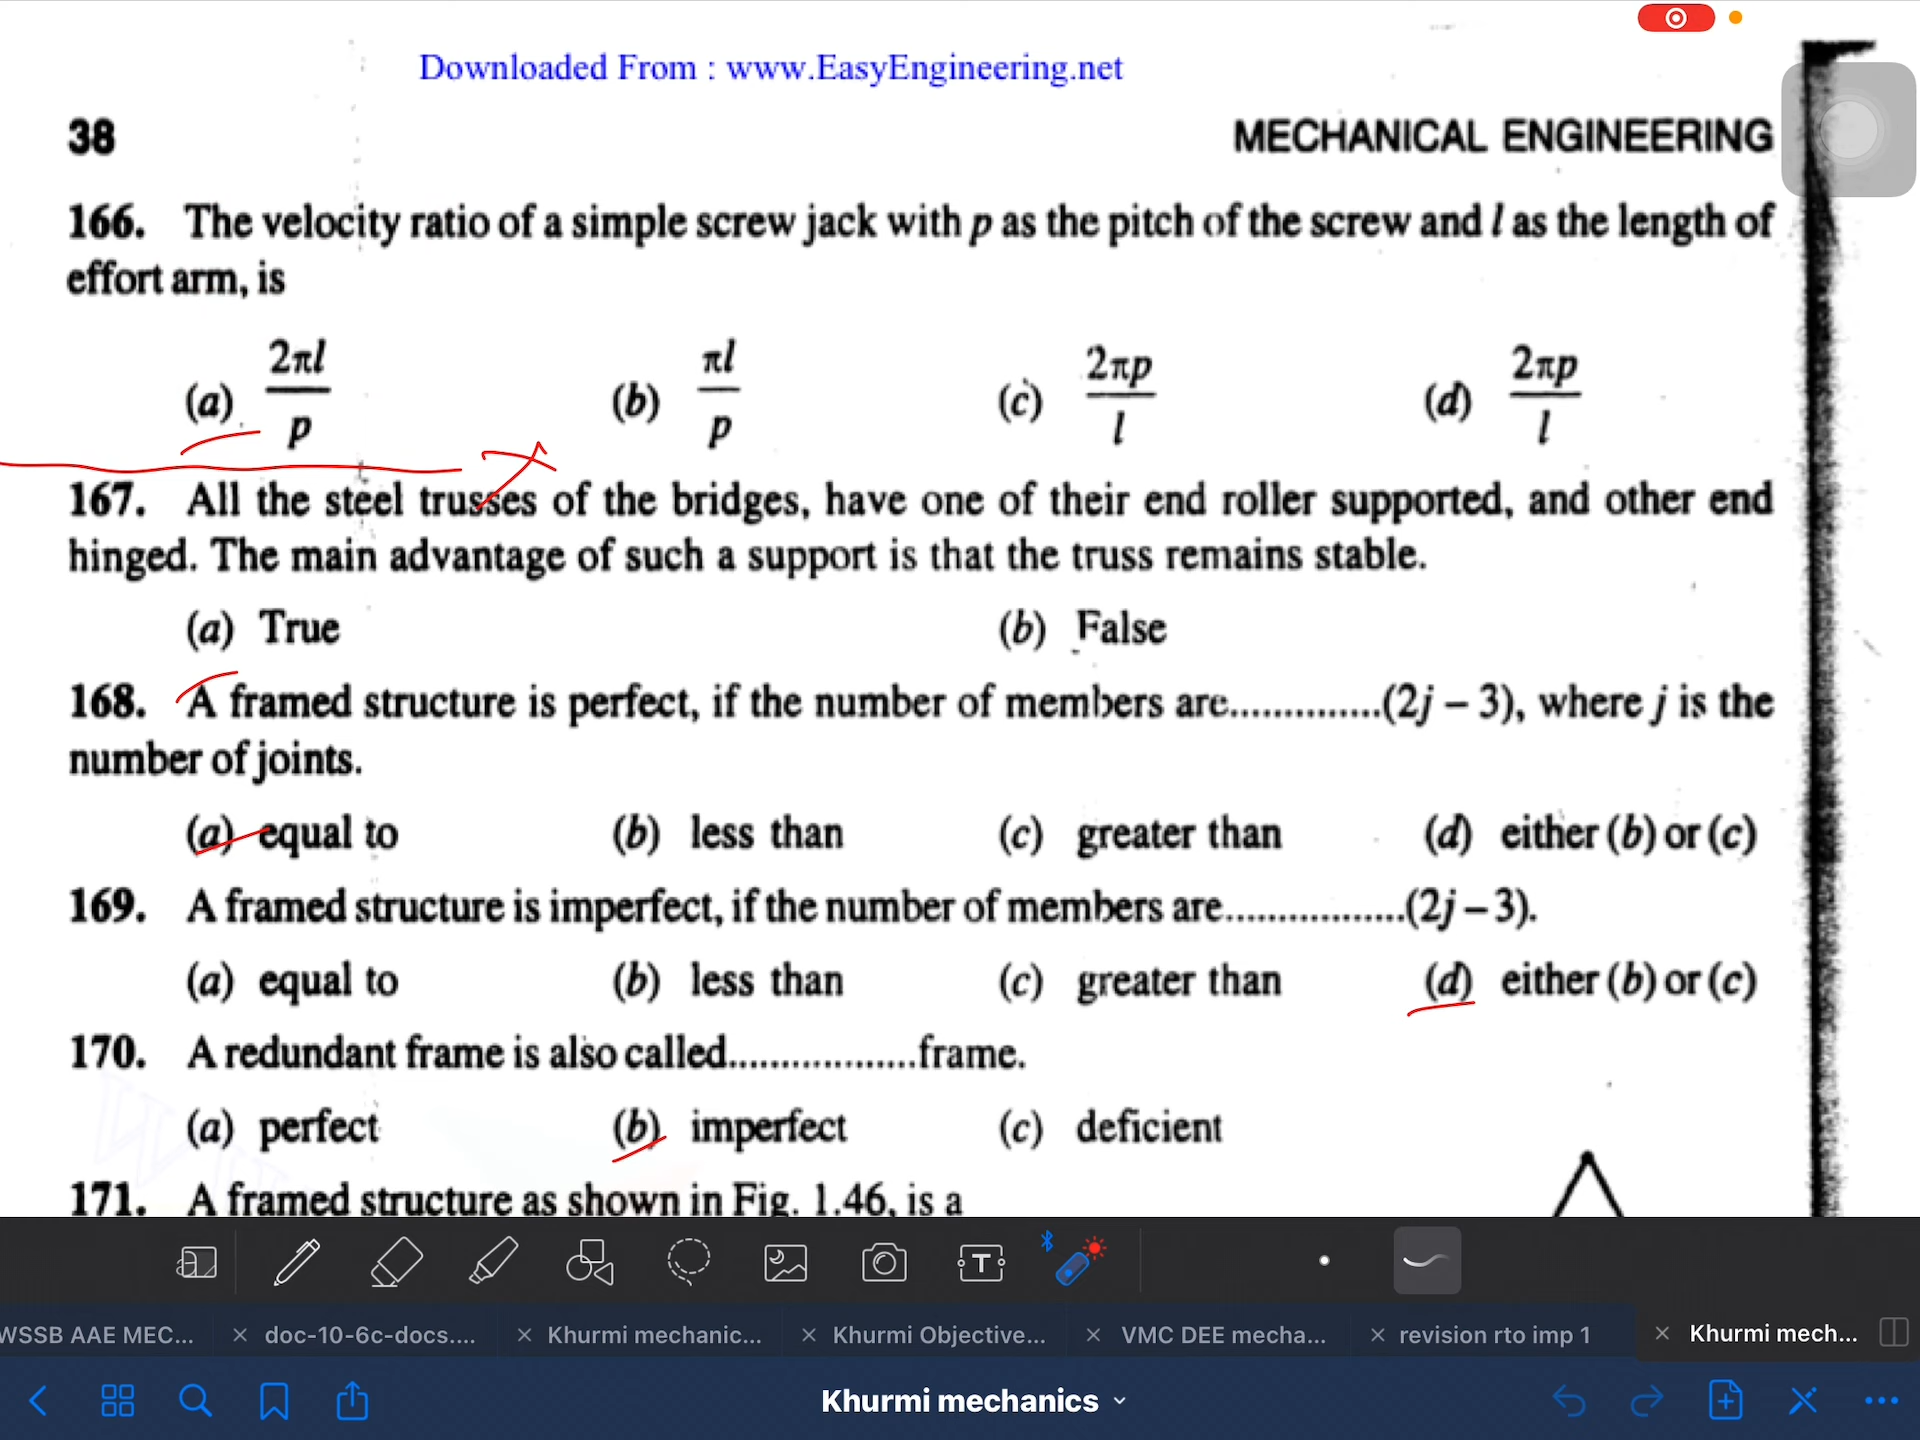 Downloaded From : www.EasyEngineering.net
38
MECHANICAL ENGINEERING
166. The velocity ratio of a simple screw jack with p as the pitch of the screw and l as the length of
effort arm, is
(a) 2πl/p (b) πl/p (c) 2πp/l (d) 2πp/l
167. All the steel trusses of the bridges, have one of their end roller supported, and other end
hinged. The main advantage of such a support is that the truss remains stable.
(a) True (b) False
168. A framed structure is perfect, if the number of members are..............(2j – 3), where j is the
number of joints.
(a) equal to (b) less than (c) greater than (d) either (b) or (c)
169. A framed structure is imperfect, if the number of members are.................(2j – 3).
(a) equal to (b) less than (c) greater than (d) either (b) or (c)
170. A redundant frame is also called..................frame.
(a) perfect (b) imperfect (c) deficient
171. A framed structure as shown in Fig. 1.46, is a
WSSB AAE MEC... × doc-10-6c-docs.... × Khurmi mechanic... × Khurmi Objective... × VMC DEE mecha... × revision rto imp 1 × Khurmi mech...
Khurmi mechanics